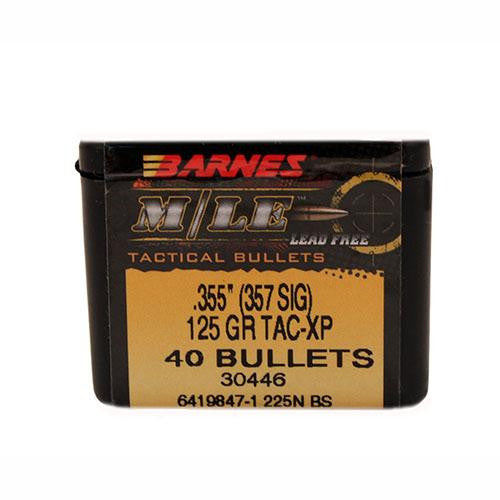 BARNES
M/LE™
LEAD FREE
TACTICAL BULLETS
.355" (357 SIG)
125 GR TAC-XP
40 BULLETS
30446
6419847-1 225N BS